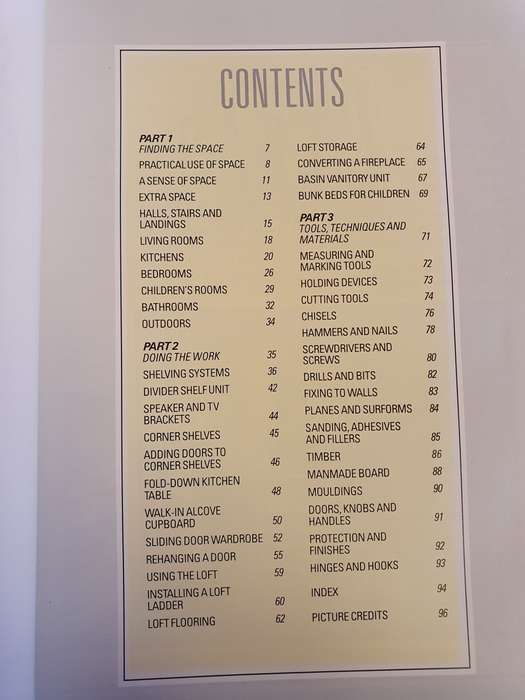 CONTENTS
PART 1
FINDING THE SPACE 7
PRACTICAL USE OF SPACE 8
A SENSE OF SPACE 11
EXTRA SPACE 13
HALLS, STAIRS AND
LANDINGS 15
LIVING ROOMS 18
KITCHENS 20
BEDROOMS 26
CHILDREN'S ROOMS 29
BATHROOMS 32
OUTDOORS 34
PART 2
DOING THE WORK 35
SHELVING SYSTEMS 36
DIVIDER SHELF UNIT 42
SPEAKER AND TV
BRACKETS 44
CORNER SHELVES 45
ADDING DOORS TO
CORNER SHELVES 46
FOLD-DOWN KITCHEN
TABLE 48
WALK-IN ALCOVE
CUPBOARD 50
SLIDING DOOR WARDROBE 52
REHANGING A DOOR 55
USING THE LOFT 59
INSTALLING A LOFT
LADDER 60
LOFT FLOORING 62
LOFT STORAGE 64
CONVERTING A FIREPLACE 65
BASIN VANITORY UNIT 67
BUNK BEDS FOR CHILDREN 69
PART 3
TOOLS, TECHNIQUES AND
MATERIALS 71
MEASURING AND
MARKING TOOLS 72
HOLDING DEVICES 73
CUTTING TOOLS 74
CHISELS 76
HAMMERS AND NAILS 78
SCREWDRIVERS AND
SCREWS 80
DRILLS AND BITS 82
FIXING TO WALLS 83
PLANES AND SURFORMS 84
SANDING, ADHESIVES
AND FILLERS 85
TIMBER 86
MANMADE BOARD 88
MOULDINGS 90
DOORS, KNOBS AND
HANDLES 91
PROTECTION AND
FINISHES 92
HINGES AND HOOKS 93
INDEX 94
PICTURE CREDITS 96